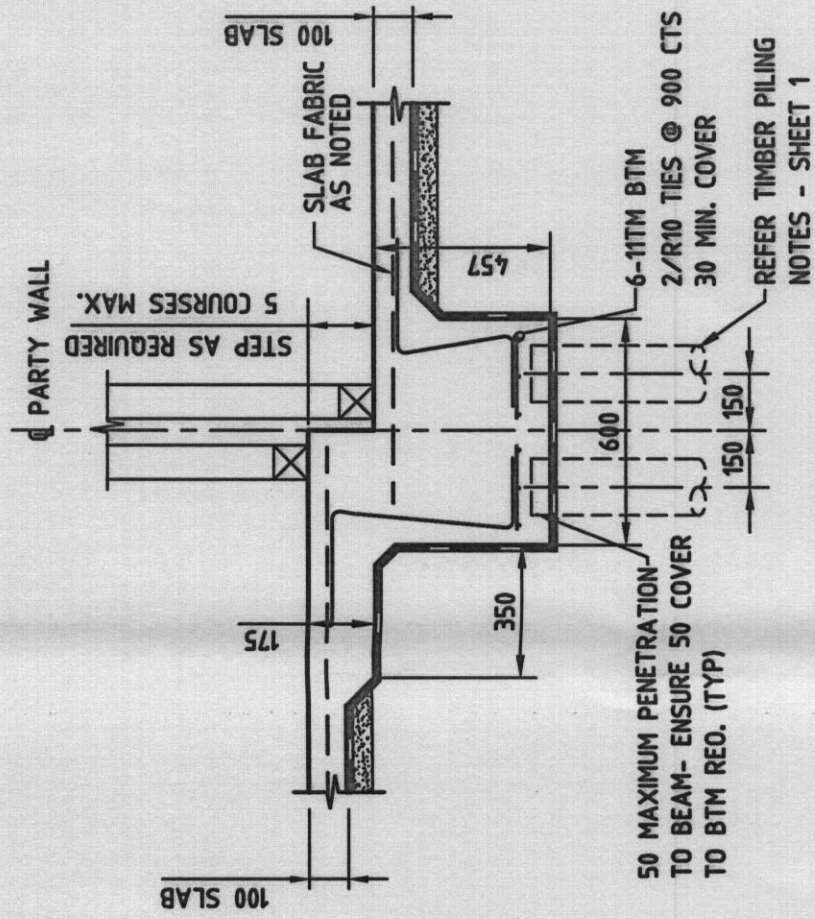 ℄ PARTY WALL
STEP AS REQUIRED
5 COURSES MAX.
100 SLAB
SLAB FABRIC
AS NOTED
100 SLAB
175
457
350
600
150
150
6-11TM BTM
2/R10 TIES @ 900 CTS
30 MIN. COVER
REFER TIMBER PILING
NOTES - SHEET 1
50 MAXIMUM PENETRATION
TO BEAM- ENSURE 50 COVER
TO BTM REO. (TYP)